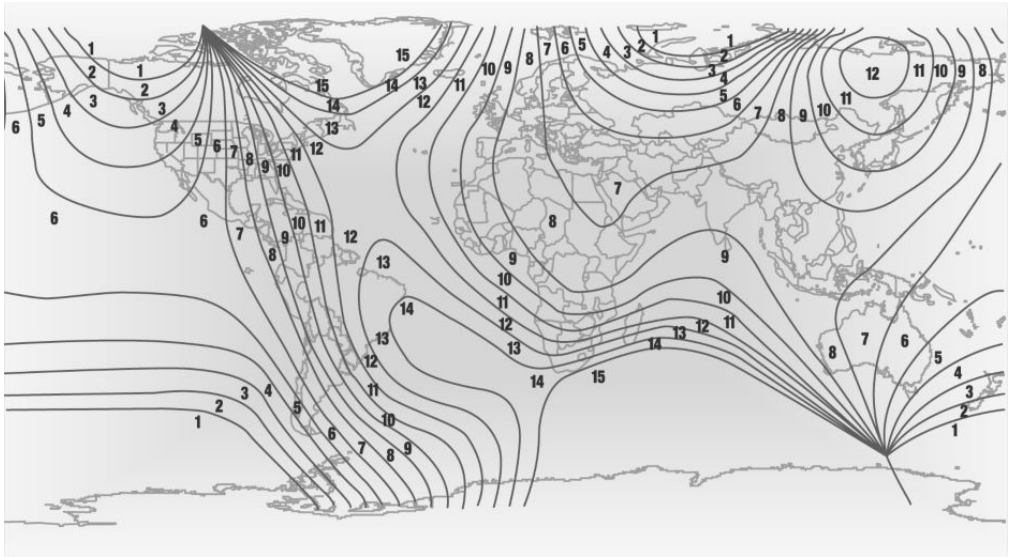 1 15 8 7 6 5 4 3 2 1 1
2 1 15 14 13 12 11 10 9 2 12 11 10 9 8
3 2 14 3
4 3 13 4 5 6 7 8 9 10 11
6 5 4 5 6 7 8 9 10 11 12
7
6 6 7 8 9 10 11 12 8
13 9 9
10
14 11 10
12 13 12 11
13 12 13 14 8 7 6 5
14 15 4
3 4 5 11 3
2 10 2
1 6 7 8 9 1